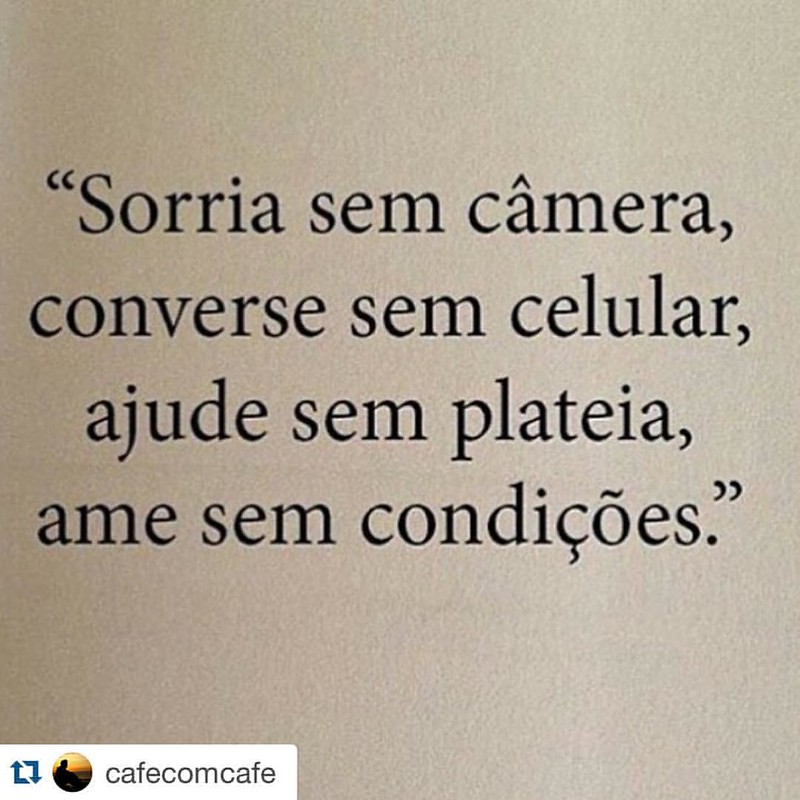 “Sorria sem câmera,
converse sem celular,
ajude sem plateia,
ame sem condições.”
cafecomcafe